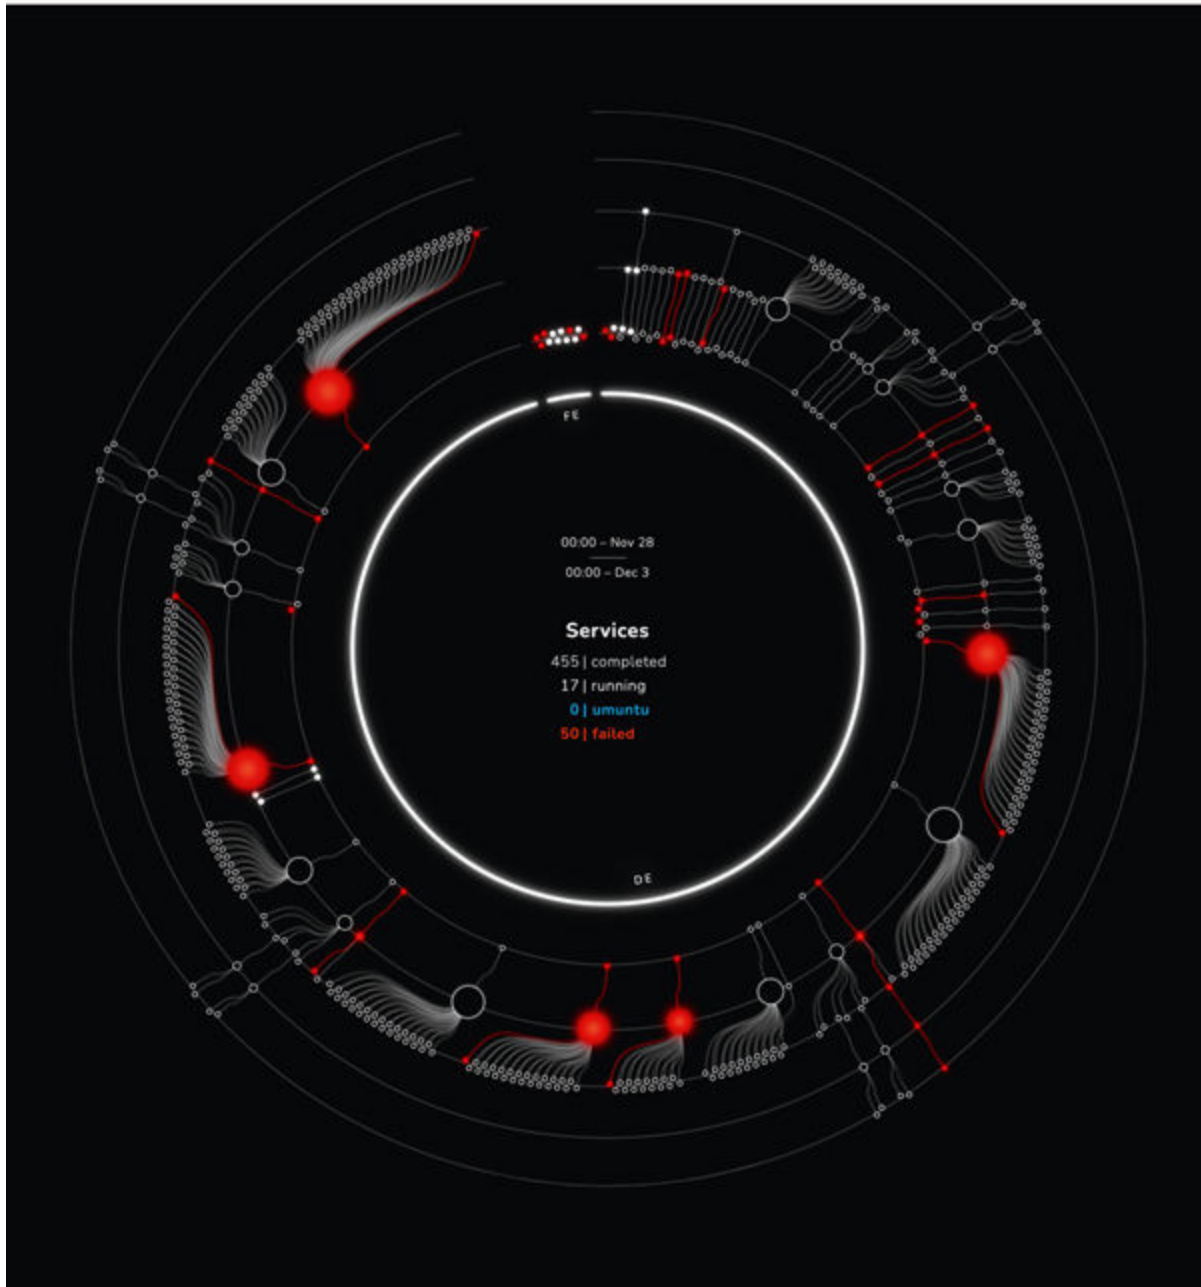 FE
00:00 – Nov 28
00:00 – Dec 3
Services
455 | completed
17 | running
0 | umuntu
50 | failed
DE